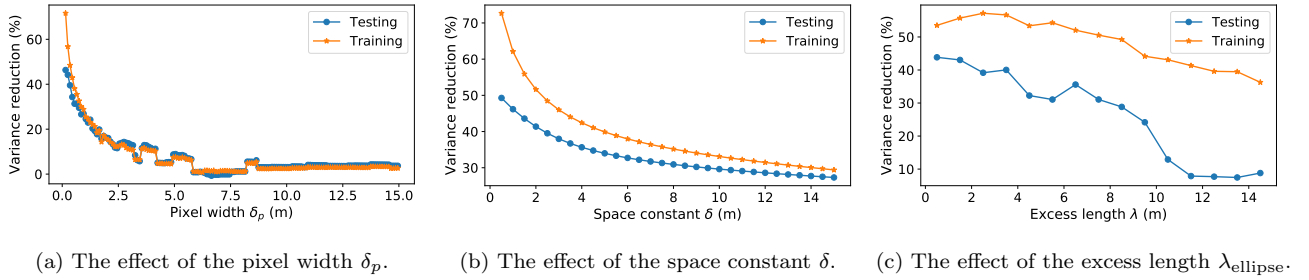 Variance reduction (%)
60
40
20
0
0.0 2.5 5.0 7.5 10.0 12.5 15.0
Pixel width δₚ (m)
Testing
Training
(a) The effect of the pixel width δₚ.
Variance reduction (%)
70
60
50
40
30
0 2 4 6 8 10 12 14
Space constant δ (m)
Testing
Training
(b) The effect of the space constant δ.
Variance reduction (%)
50
40
30
20
10
0 2 4 6 8 10 12 14
Excess length λ (m)
Testing
Training
(c) The effect of the excess length λ_ellipse.